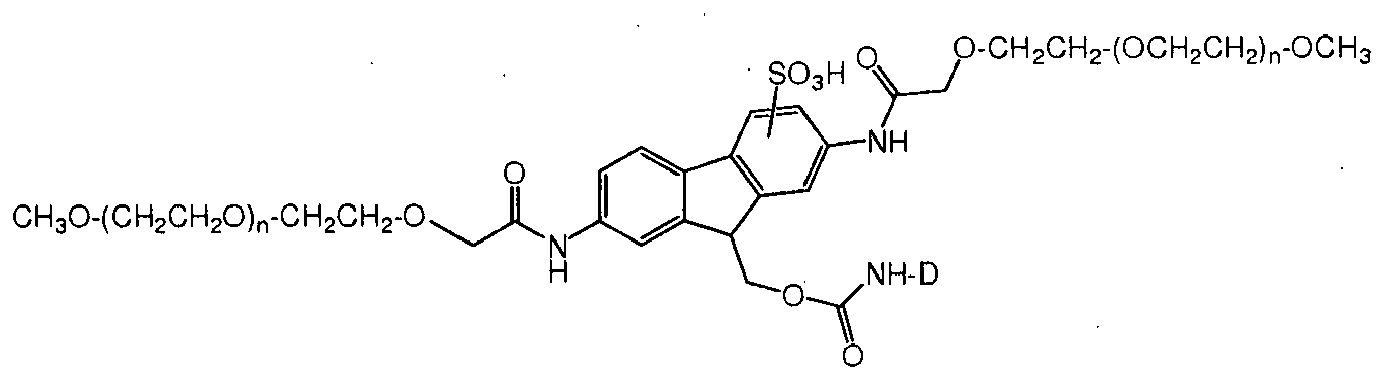 O-CH2CH2-(OCH2CH2)n-OCH3
O
SO3H
NH
O
CH3O-(CH2CH2O)n-CH2CH2-O
N
H
NH-D
O
O